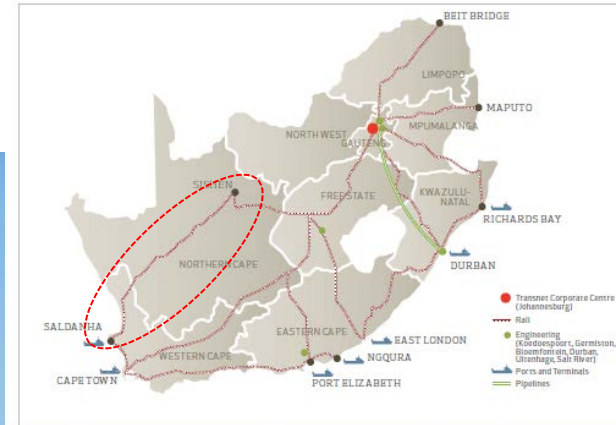 BEIT BRIDGE
LIMPOPO
MAPUTO
MPUMALANGA
NORTH WEST
GAUTENG
SISHEN
FREE STATE
KWAZULU-
NATAL
RICHARDS BAY
NORTHERN CAPE
DURBAN
SALDANHA
EASTERN CAPE
EAST LONDON
WESTERN CAPE
NGQURA
CAPE TOWN
PORT ELIZABETH
Transnet Corporate Centre
(Johannesburg)
Rail
Engineering
(Koedoespoort, Germiston,
Bloemfontein, Durban,
Uitenhage, Salt River)
Ports and Terminals
Pipelines